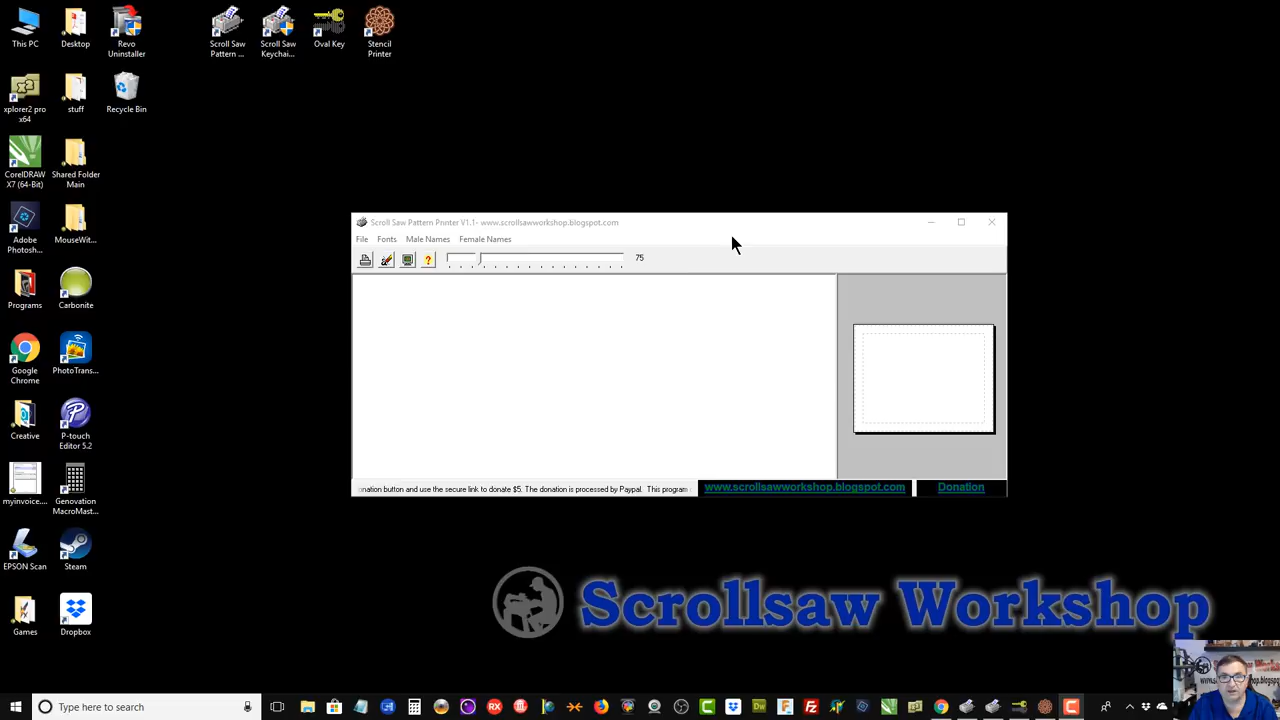 This PC
Desktop
Revo
Uninstaller
Scroll Saw
Pattern ...
Scroll Saw
Keychai...
Oval Key
Stencil
Printer
xplorer2 pro
x64
stuff
Recycle Bin
CorelDRAW
X7 (64-Bit)
Shared Folder
Main
Adobe
Photosh...
MouseWit...
Programs
Carbonite
Google
Chrome
PhotoTrans...
Creative
P-touch
Editor 5.2
myinvoice....
Genovation
MacroMast...
EPSON Scan
Steam
Games
Dropbox
Scroll Saw Pattern Printer V1.1- www.scrollsawworkshop.blogspot.com
File Fonts Male Names Female Names
75
onation button and use the secure link to donate $5. The donation is processed by Paypal. This program
www.scrollsawworkshop.blogspot.com
Donation
Scrollsaw Workshop
Type here to search